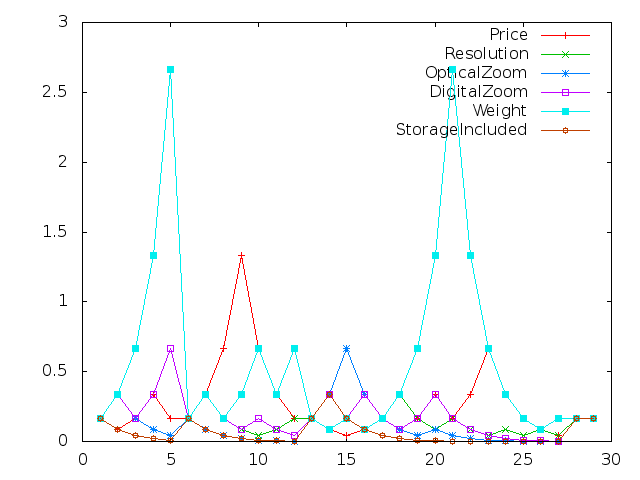 3
2.5
2
1.5
1
0.5
0
0 5 10 15 20 25 30
Price
Resolution
OpticalZoom
DigitalZoom
Weight
StorageIncluded